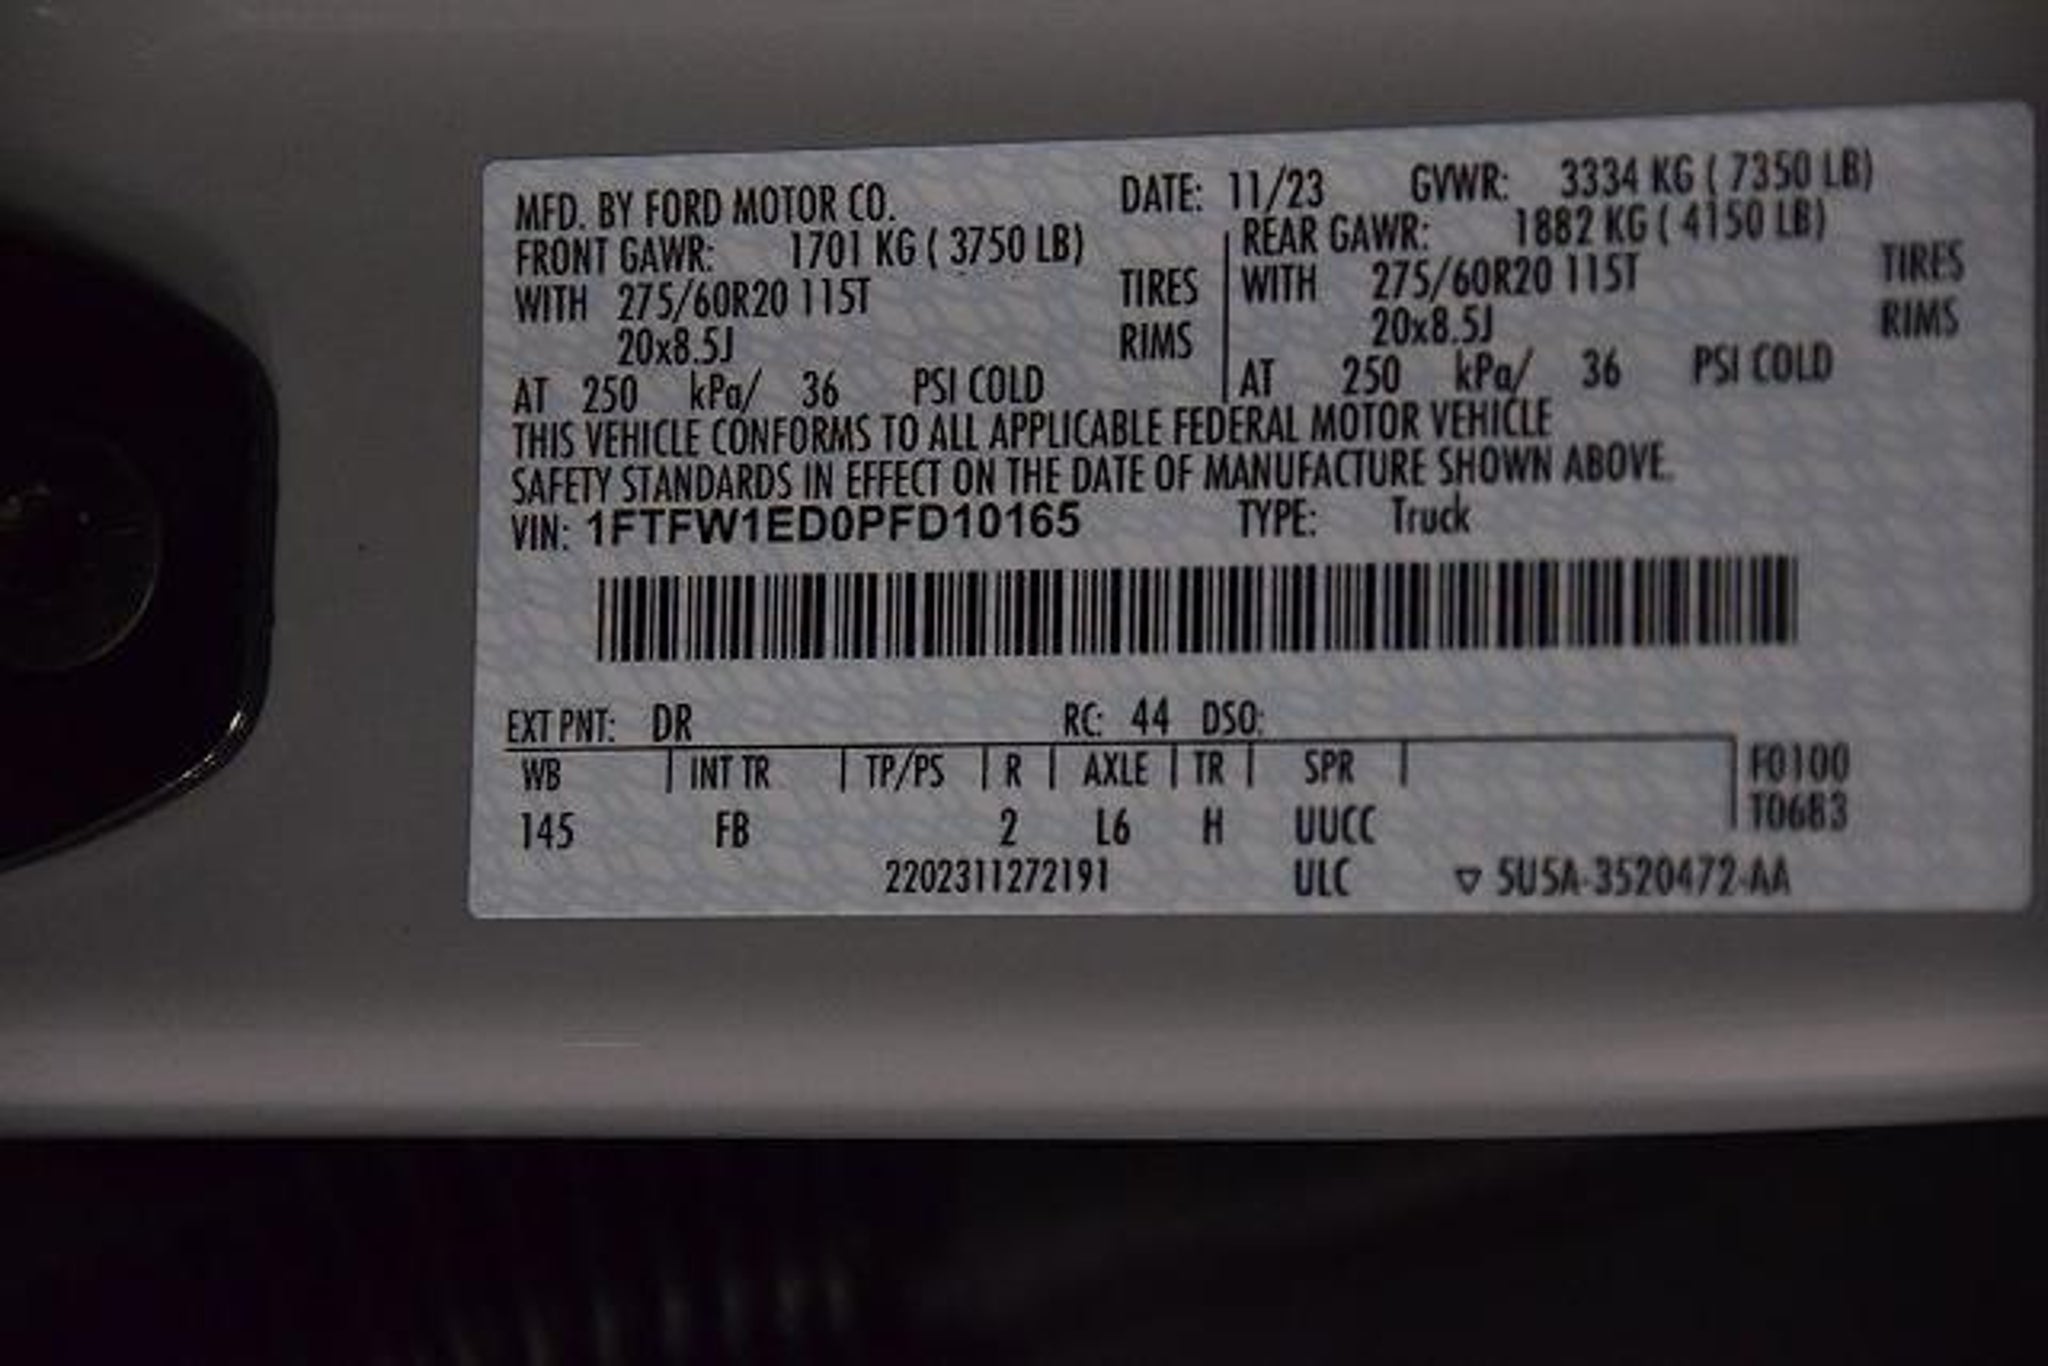 MFD. BY FORD MOTOR CO. DATE: 11/23 GVWR: 3334 KG ( 7350 LB)
FRONT GAWR: 1701 KG ( 3750 LB) REAR GAWR: 1882 KG ( 4150 LB)
WITH 275/60R20 115T TIRES WITH 275/60R20 115T TIRES
20x8.5J RIMS 20x8.5J RIMS
AT 250 kPa/ 36 PSI COLD AT 250 kPa/ 36 PSI COLD
THIS VEHICLE CONFORMS TO ALL APPLICABLE FEDERAL MOTOR VEHICLE
SAFETY STANDARDS IN EFFECT ON THE DATE OF MANUFACTURE SHOWN ABOVE.
VIN: 1FTFW1ED0PFD10165 TYPE: Truck
EXT PNT: DR RC: 44 DSO:
WB INT TR TP/PS R AXLE TR SPR F0100
145 FB 2 L6 H UUCC T0683
2202311272191 ULC ▽ 5U5A-3520472-AA